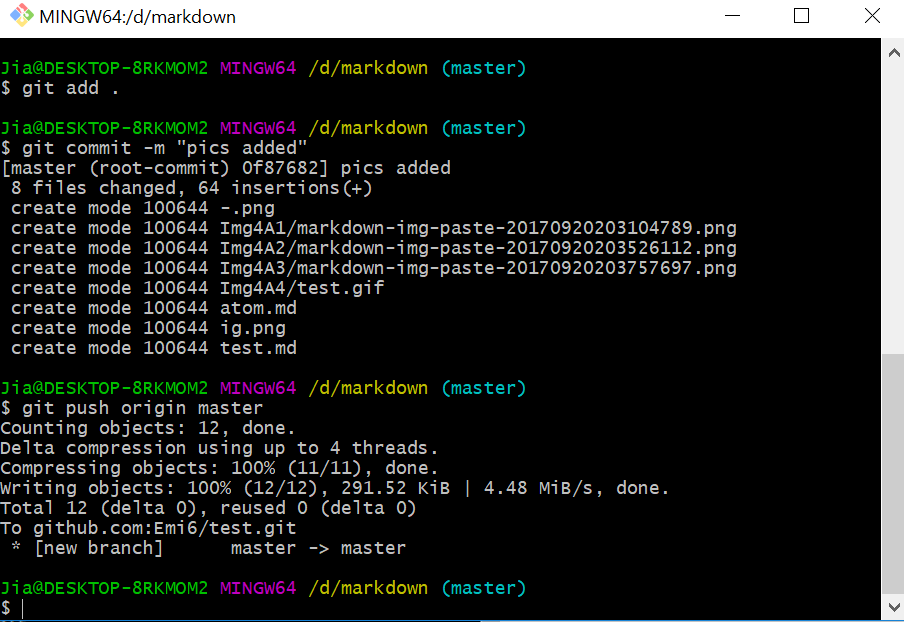 MINGW64:/d/markdown
Jia@DESKTOP-8RKMOM2 MINGW64 /d/markdown (master)
$ git add .
Jia@DESKTOP-8RKMOM2 MINGW64 /d/markdown (master)
$ git commit -m "pics added"
[master (root-commit) 0f87682] pics added
 8 files changed, 64 insertions(+)
 create mode 100644 -.png
 create mode 100644 Img4A1/markdown-img-paste-20170920203104789.png
 create mode 100644 Img4A2/markdown-img-paste-20170920203526112.png
 create mode 100644 Img4A3/markdown-img-paste-20170920203757697.png
 create mode 100644 Img4A4/test.gif
 create mode 100644 atom.md
 create mode 100644 ig.png
 create mode 100644 test.md
Jia@DESKTOP-8RKMOM2 MINGW64 /d/markdown (master)
$ git push origin master
Counting objects: 12, done.
Delta compression using up to 4 threads.
Compressing objects: 100% (11/11), done.
Writing objects: 100% (12/12), 291.52 KiB | 4.48 MiB/s, done.
Total 12 (delta 0), reused 0 (delta 0)
To github.com:Emi6/test.git
 * [new branch]      master -> master
Jia@DESKTOP-8RKMOM2 MINGW64 /d/markdown (master)
$